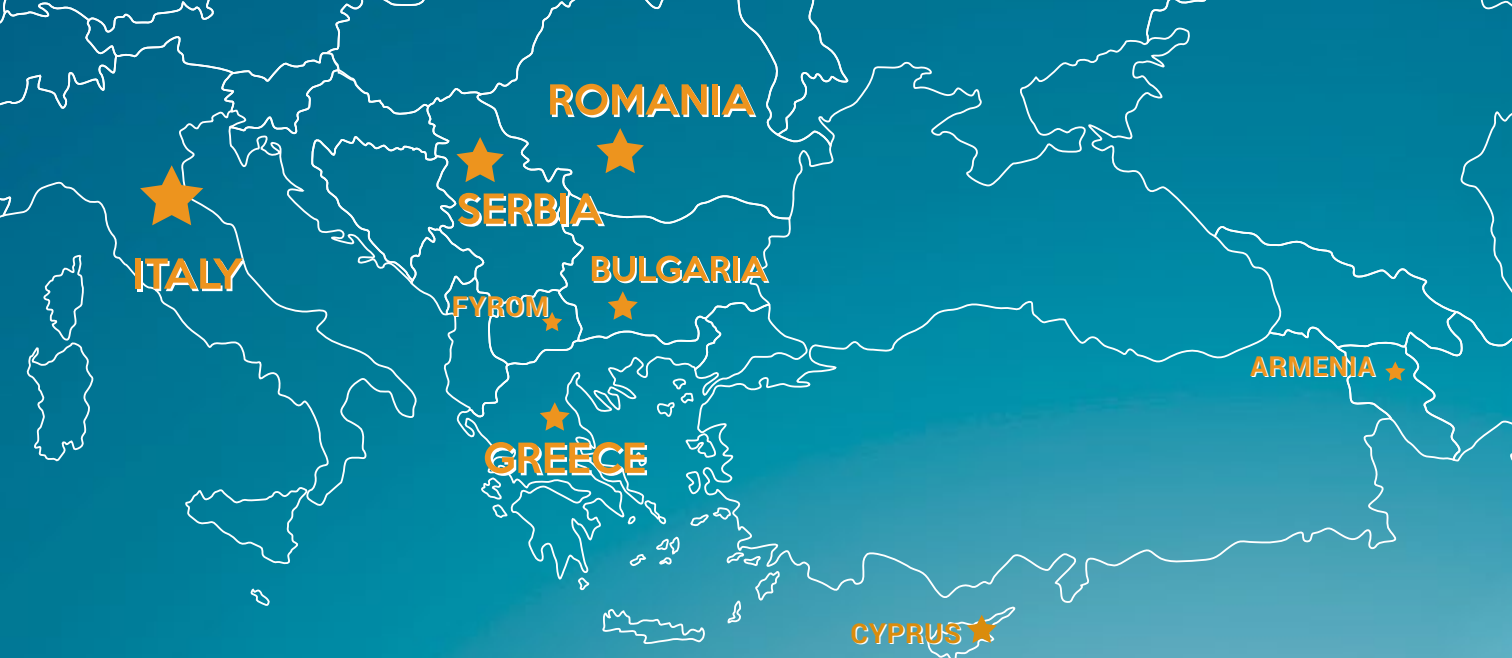 ROMANIA
SERBIA
ITALY
BULGARIA
FYROM
ARMENIA
GREECE
CYPRUS